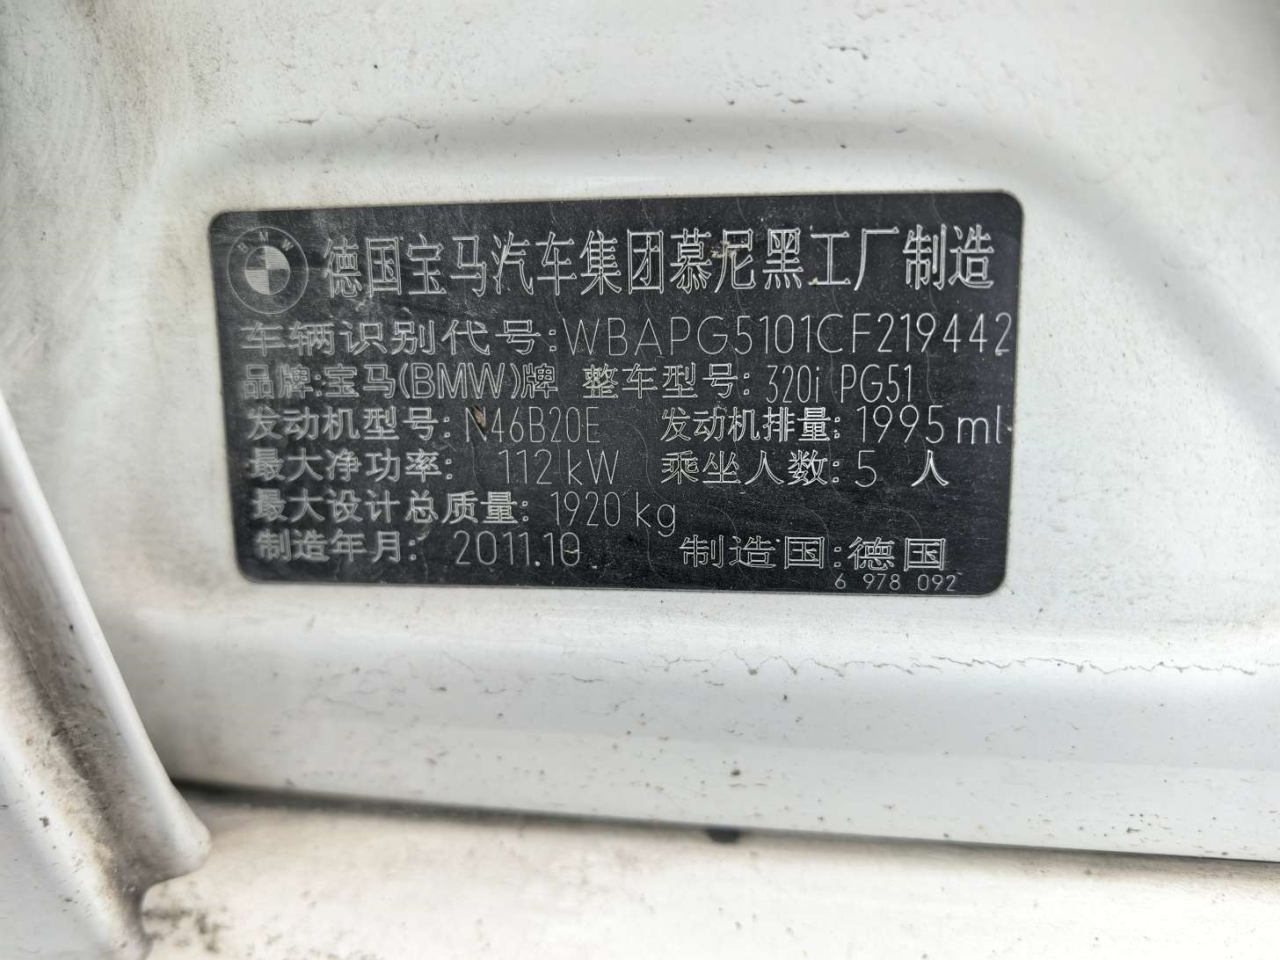 BMW
德国宝马汽车集团慕尼黑工厂制造
车辆识别代号:WBAPG5101CF219442
品牌:宝马(BMW)牌 整车型号: 320i PG51
发动机型号: N46B20E 发动机排量: 1995 ml
最大净功率: 112 kW 乘坐人数: 5 人
最大设计总质量: 1920 kg
制造年月: 2011.10 制造国:德国
6 978 092